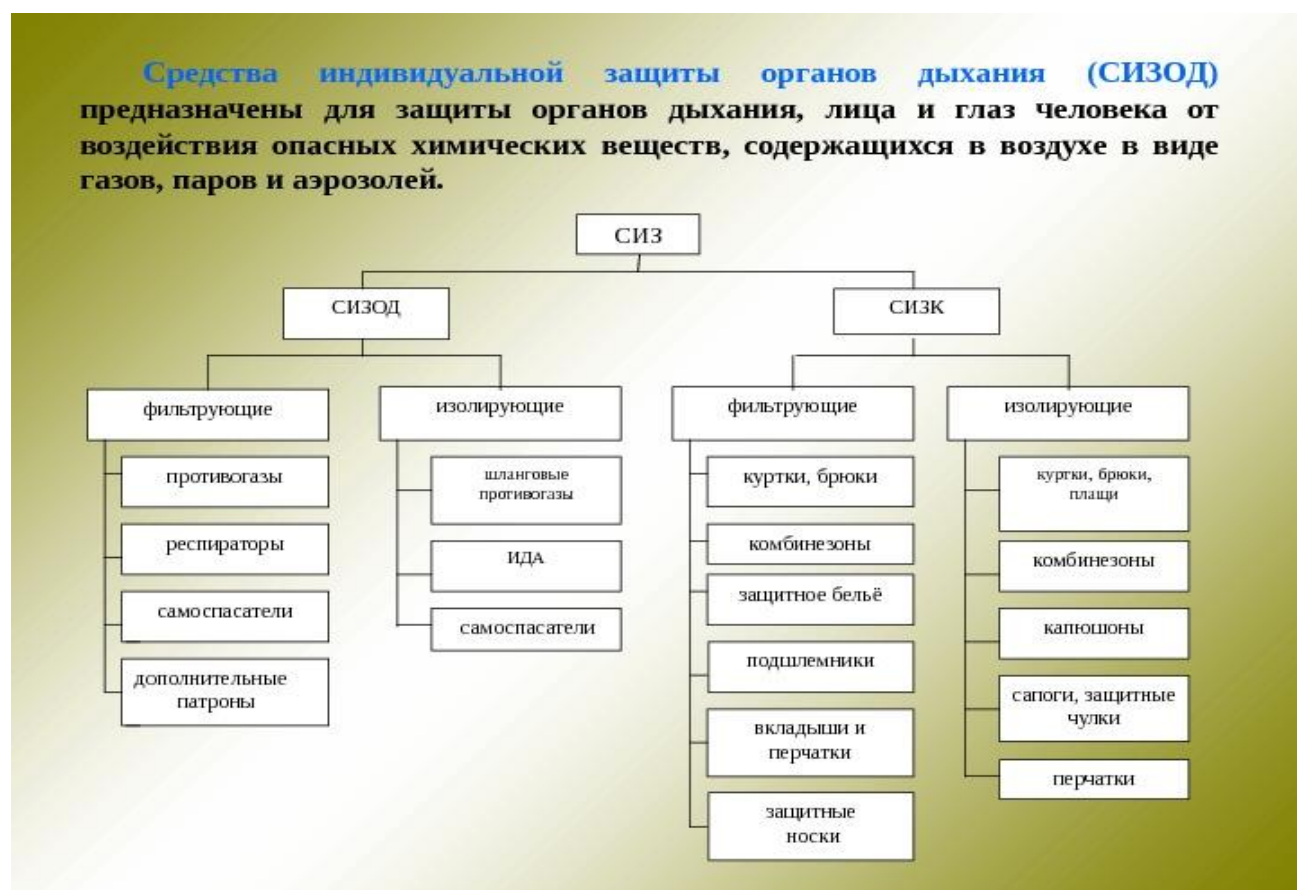 Средства индивидуальной защиты органов дыхания (СИЗОД)
предназначены для защиты органов дыхания, лица и глаз человека от
воздействия опасных химических веществ, содержащихся в воздухе в виде
газов, паров и аэрозолей.
СИЗ
СИЗОД
СИЗК
фильтрующие
противогазы
респираторы
самоспасатели
дополнительные
патроны
изолирующие
шланговые
противогазы
ИДА
самоспасатели
фильтрующие
куртки, брюки
комбинезоны
защитное бельё
подшлемники
вкладыши и
перчатки
защитные
носки
изолирующие
куртки, брюки,
плащи
комбинезоны
капюшоны
сапоги, защитные
чулки
перчатки